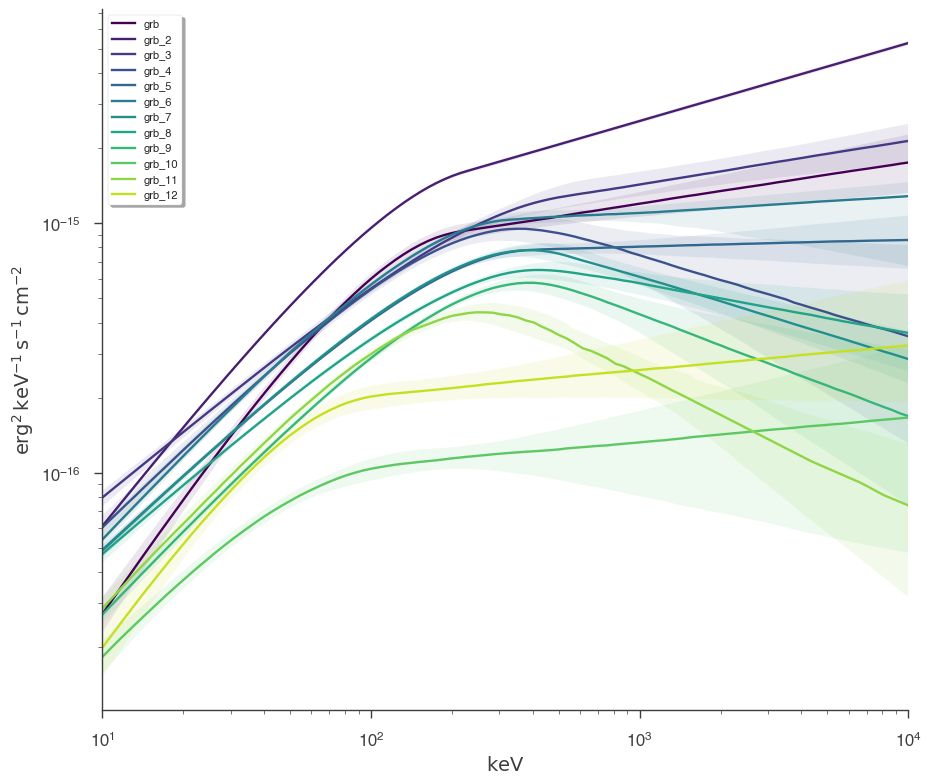 grb
grb_2
grb_3
grb_4
grb_5
grb_6
grb_7
grb_8
grb_9
grb_10
grb_11
grb_12
10⁻¹⁵
10⁻¹⁶
erg² keV⁻¹ s⁻¹ cm⁻²
10¹
10²
10³
10⁴
keV